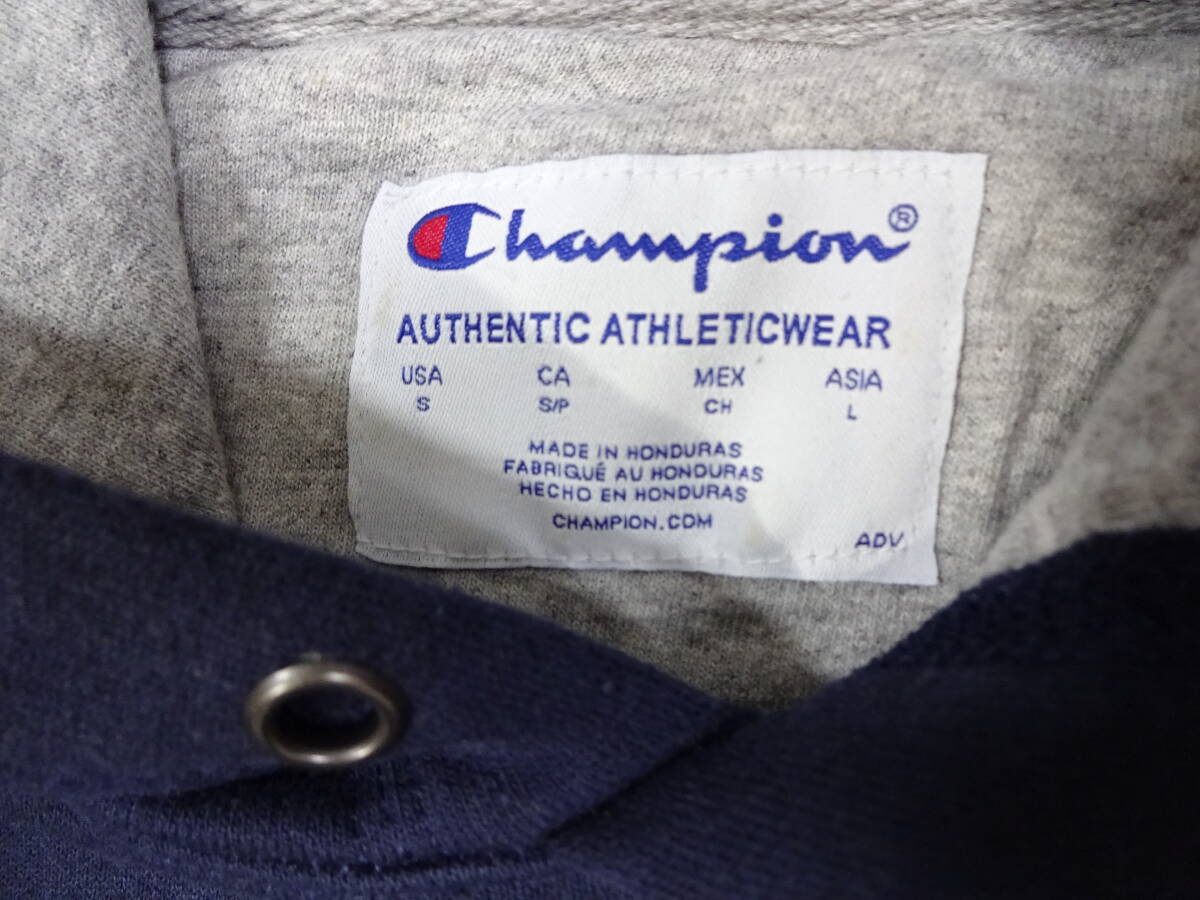 Champion®
AUTHENTIC ATHLETICWEAR
USA CA MEX ASIA
S S/P CH L
MADE IN HONDURAS
FABRIQUÉ AU HONDURAS
HECHO EN HONDURAS
CHAMPION.COM
ADV